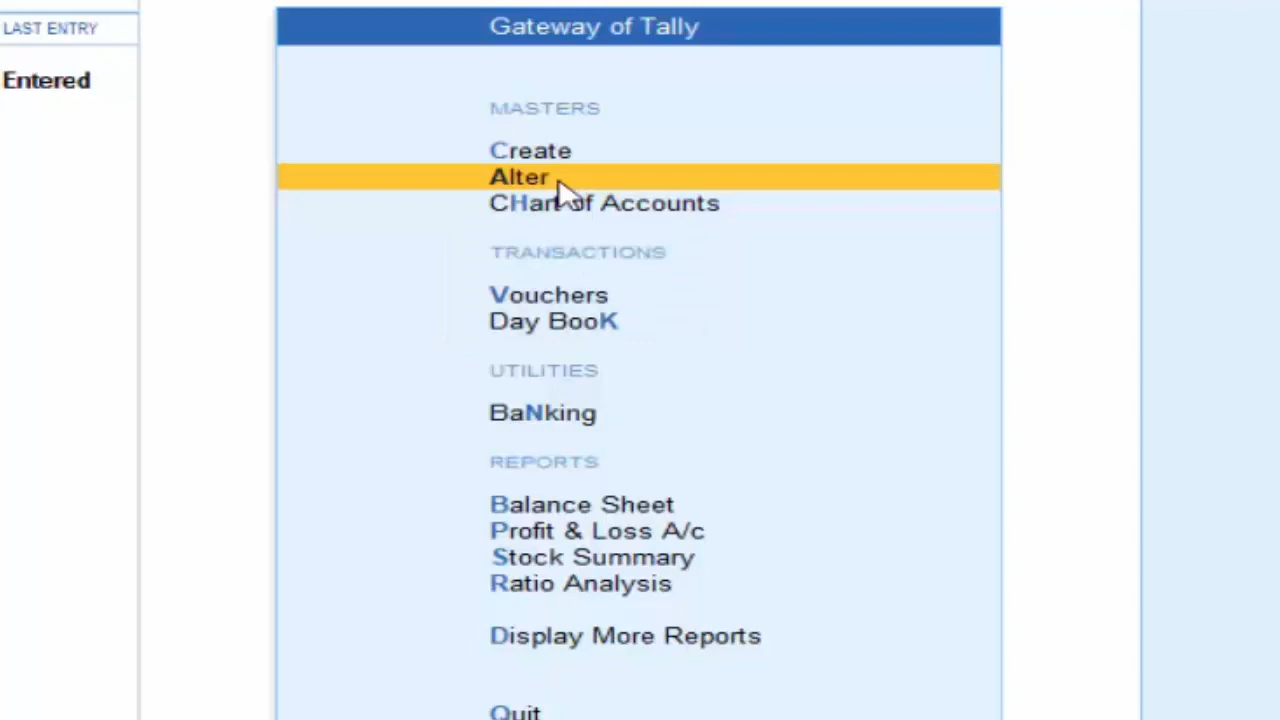 LAST ENTRY
Entered
Gateway of Tally
MASTERS
Create
Alter
CHart of Accounts
TRANSACTIONS
Vouchers
Day BooK
UTILITIES
BaNking
REPORTS
Balance Sheet
Profit & Loss A/c
Stock Summary
Ratio Analysis
Display More Reports
Quit